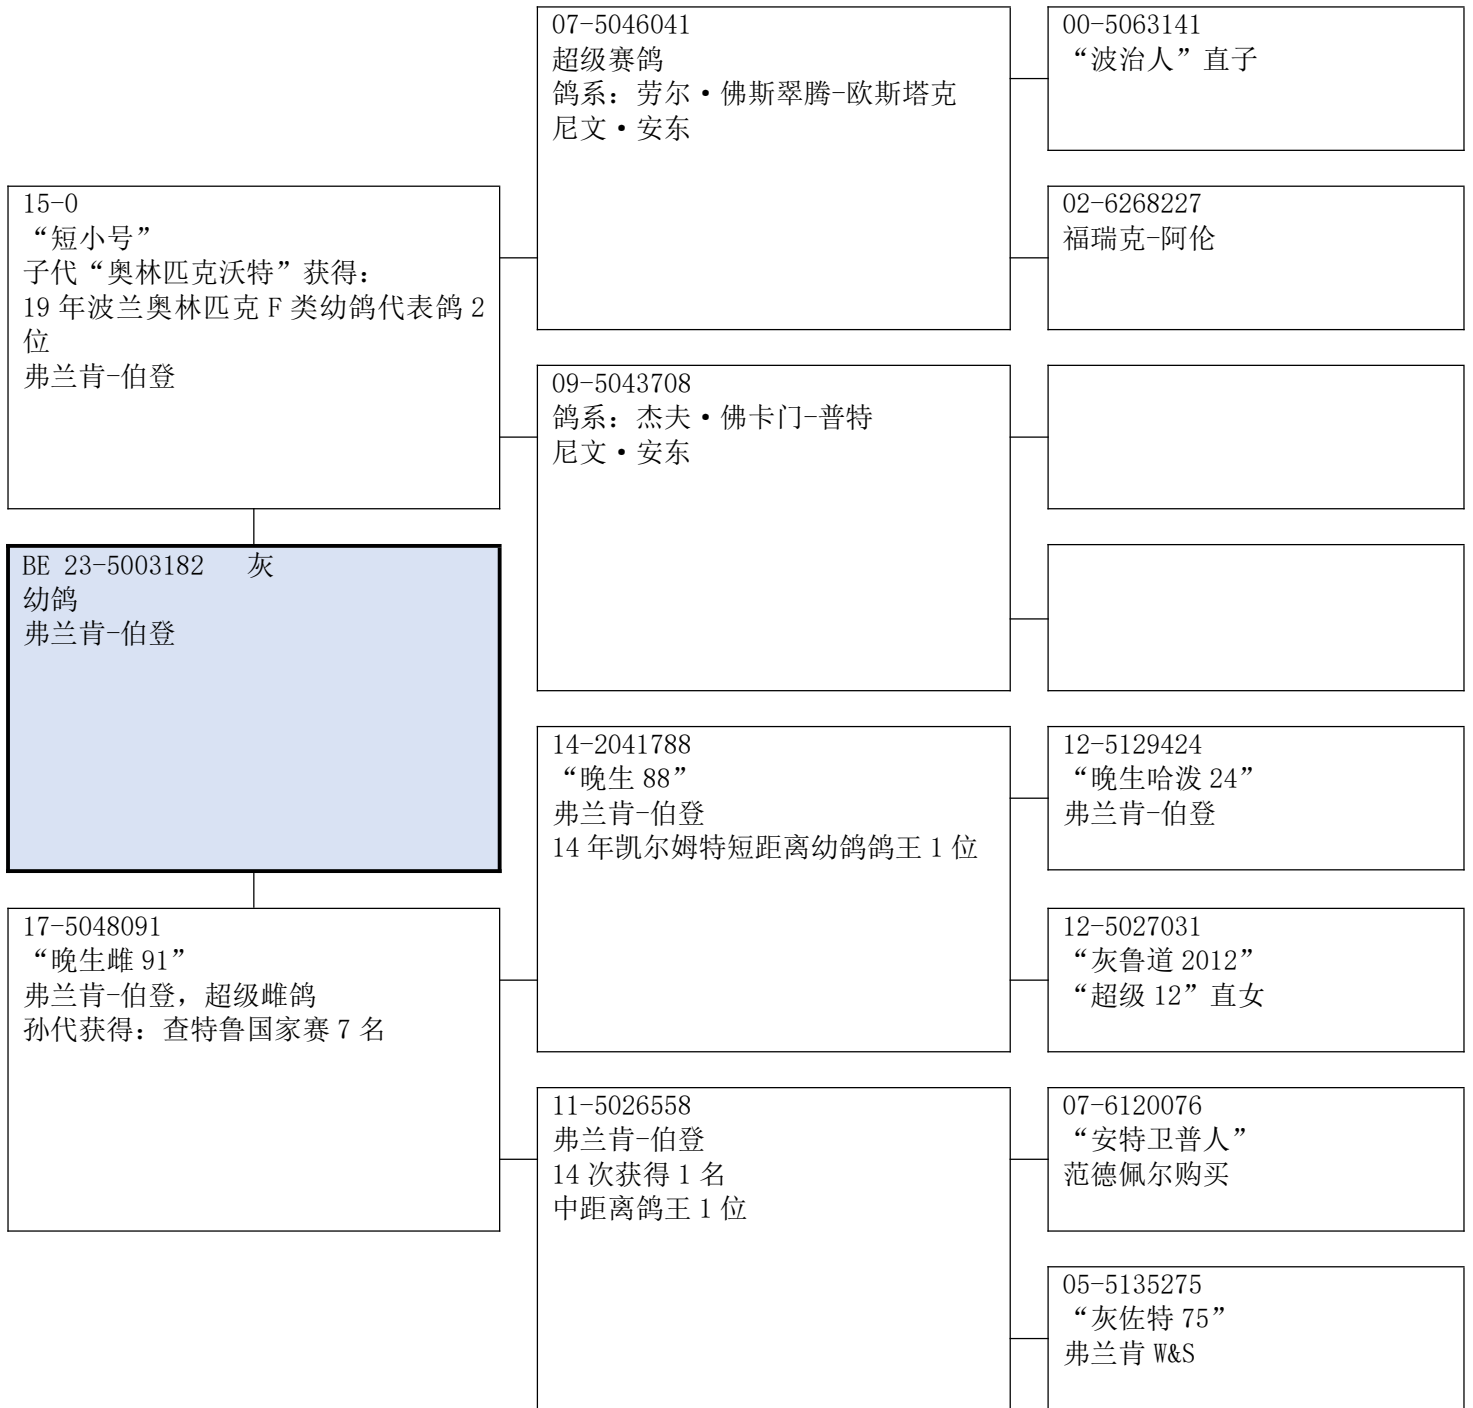 07-5046041
超级赛鸽
鸽系：劳尔·佛斯翠腾-欧斯塔克
尼文·安东
00-5063141
“波治人”直子
02-6268227
福瑞克-阿伦
15-0
“短小号”
子代“奥林匹克沃特”获得：
19 年波兰奥林匹克 F 类幼鸽代表鸽 2
位
弗兰肯-伯登
09-5043708
鸽系：杰夫·佛卡门-普特
尼文·安东
BE 23-5003182 灰
幼鸽
弗兰肯-伯登
14-2041788
“晚生 88”
弗兰肯-伯登
14 年凯尔姆特短距离幼鸽鸽王 1 位
12-5129424
“晚生哈泼 24”
弗兰肯-伯登
12-5027031
“灰鲁道 2012”
“超级 12”直女
17-5048091
“晚生雌 91”
弗兰肯-伯登，超级雌鸽
孙代获得：查特鲁国家赛 7 名
11-5026558
弗兰肯-伯登
14 次获得 1 名
中距离鸽王 1 位
07-6120076
“安特卫普人”
范德佩尔购买
05-5135275
“灰佐特 75”
弗兰肯 W&S